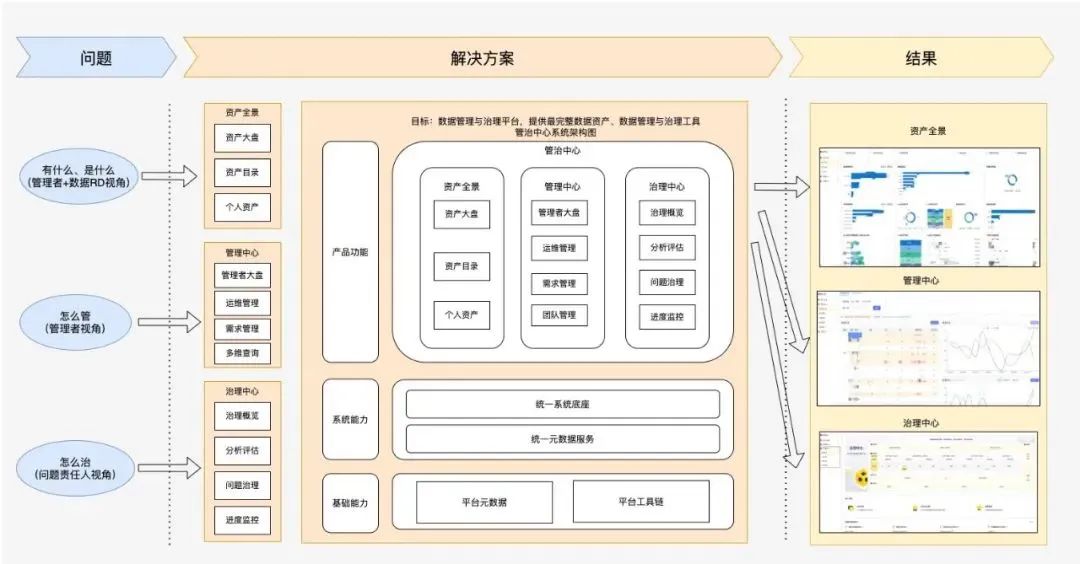 问题
解决方案
结果
有什么、是什么
(管理者+数据RD视角)
怎么管
(管理者视角)
怎么治
(问题责任人视角)
资产全景
资产大盘
资产目录
个人资产
管理中心
管理者大盘
运维管理
需求管理
多维查询
治理中心
治理概览
分析评估
问题治理
进度监控
目标：数据管理与治理平台，提供最完整数据资产、数据管理与治理工具
管治中心系统架构图
产品功能
管治中心
资产全景
资产大盘
资产目录
个人资产
管理中心
管理者大盘
运维管理
需求管理
团队管理
治理中心
治理概览
分析评估
问题治理
进度监控
系统能力
统一系统底座
统一元数据服务
基础能力
平台元数据
平台工具链
资产全景
管理中心
治理中心